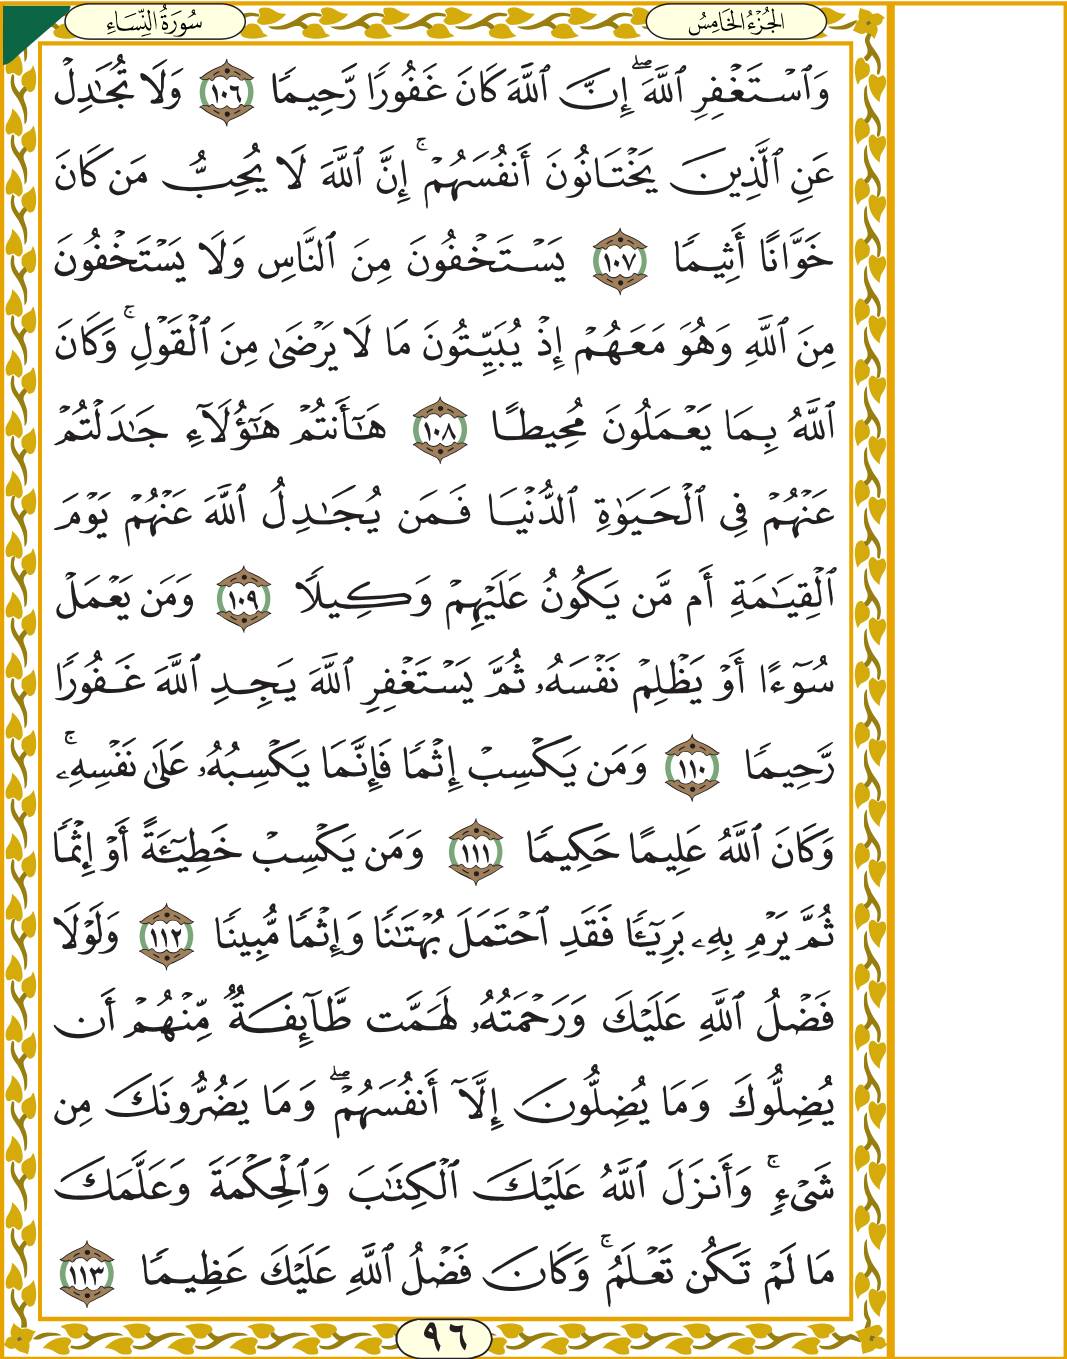 الجُزْءُ الخَامِسُ
سُورَةُ النِّسَاءِ
وَٱسۡتَغۡفِرِ ٱللَّهَۖ إِنَّ ٱللَّهَ كَانَ غَفُورٗا رَّحِيمٗا ١٠٦ وَلَا تُجَٰدِلۡ
عَنِ ٱلَّذِينَ يَخۡتَانُونَ أَنفُسَهُمۡۚ إِنَّ ٱللَّهَ لَا يُحِبُّ مَن كَانَ
خَوَّانًا أَثِيمٗا ١٠٧ يَسۡتَخۡفُونَ مِنَ ٱلنَّاسِ وَلَا يَسۡتَخۡفُونَ
مِنَ ٱللَّهِ وَهُوَ مَعَهُمۡ إِذۡ يُبَيِّتُونَ مَا لَا يَرۡضَىٰ مِنَ ٱلۡقَوۡلِۚ وَكَانَ
ٱللَّهُ بِمَا يَعۡمَلُونَ مُحِيطًا ١٠٨ هَٰٓأَنتُمۡ هَٰٓؤُلَآءِ جَٰدَلۡتُمۡ
عَنۡهُمۡ فِي ٱلۡحَيَوٰةِ ٱلدُّنۡيَا فَمَن يُجَٰدِلُ ٱللَّهَ عَنۡهُمۡ يَوۡمَ
ٱلۡقِيَٰمَةِ أَم مَّن يَكُونُ عَلَيۡهِمۡ وَكِيلٗا ١٠٩ وَمَن يَعۡمَلۡ
سُوٓءًا أَوۡ يَظۡلِمۡ نَفۡسَهُۥ ثُمَّ يَسۡتَغۡفِرِ ٱللَّهَ يَجِدِ ٱللَّهَ غَفُورٗا
رَّحِيمٗا ١١٠ وَمَن يَكۡسِبۡ إِثۡمٗا فَإِنَّمَا يَكۡسِبُهُۥ عَلَىٰ نَفۡسِهِۦۚ
وَكَانَ ٱللَّهُ عَلِيمًا حَكِيمٗا ١١١ وَمَن يَكۡسِبۡ خَطِيٓـَٔةً أَوۡ إِثۡمٗا
ثُمَّ يَرۡمِ بِهِۦ بَرِيٓـٔٗا فَقَدِ ٱحۡتَمَلَ بُهۡتَٰنٗا وَإِثۡمٗا مُّبِينٗا ١١٢ وَلَوۡلَا
فَضۡلُ ٱللَّهِ عَلَيۡكَ وَرَحۡمَتُهُۥ لَهَمَّت طَّآئِفَةٞ مِّنۡهُمۡ أَن
يُضِلُّوكَ وَمَا يُضِلُّونَ إِلَّآ أَنفُسَهُمۡۖ وَمَا يَضُرُّونَكَ مِن
شَيۡءٖۚ وَأَنزَلَ ٱللَّهُ عَلَيۡكَ ٱلۡكِتَٰبَ وَٱلۡحِكۡمَةَ وَعَلَّمَكَ
مَا لَمۡ تَكُن تَعۡلَمُۚ وَكَانَ فَضۡلُ ٱللَّهِ عَلَيۡكَ عَظِيمٗا ١١٣
٩٦